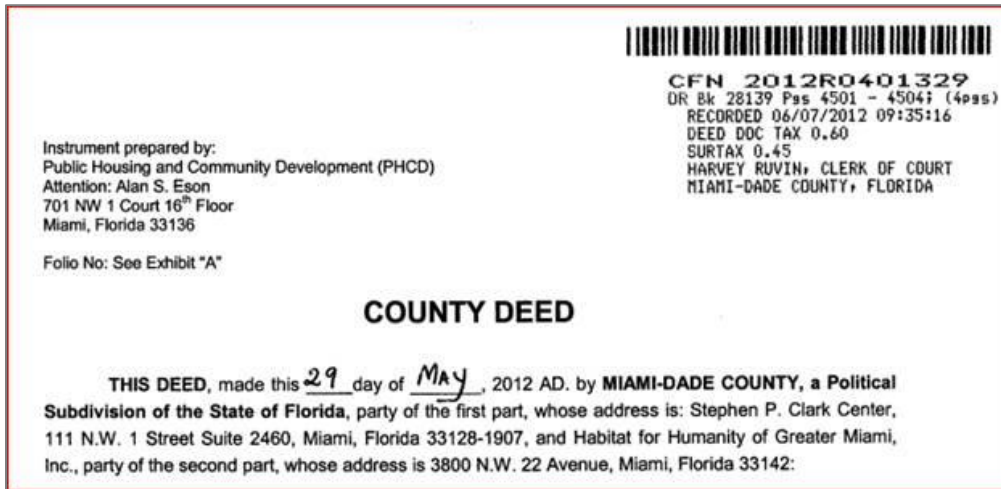 CFN 2012R0401329
OR Bk 28139 Pgs 4501 - 4504; (4pgs)
RECORDED 06/07/2012 09:35:16
DEED DOC TAX 0.60
SURTAX 0.45
HARVEY RUVIN, CLERK OF COURT
MIAMI-DADE COUNTY, FLORIDA
Instrument prepared by:
Public Housing and Community Development (PHCD)
Attention: Alan S. Eson
701 NW 1 Court 16th Floor
Miami, Florida 33136
Folio No: See Exhibit "A"
COUNTY DEED
THIS DEED, made this 29 day of MAY, 2012 AD. by MIAMI-DADE COUNTY, a Political
Subdivision of the State of Florida, party of the first part, whose address is: Stephen P. Clark Center,
111 N.W. 1 Street Suite 2460, Miami, Florida 33128-1907, and Habitat for Humanity of Greater Miami,
Inc., party of the second part, whose address is 3800 N.W. 22 Avenue, Miami, Florida 33142: